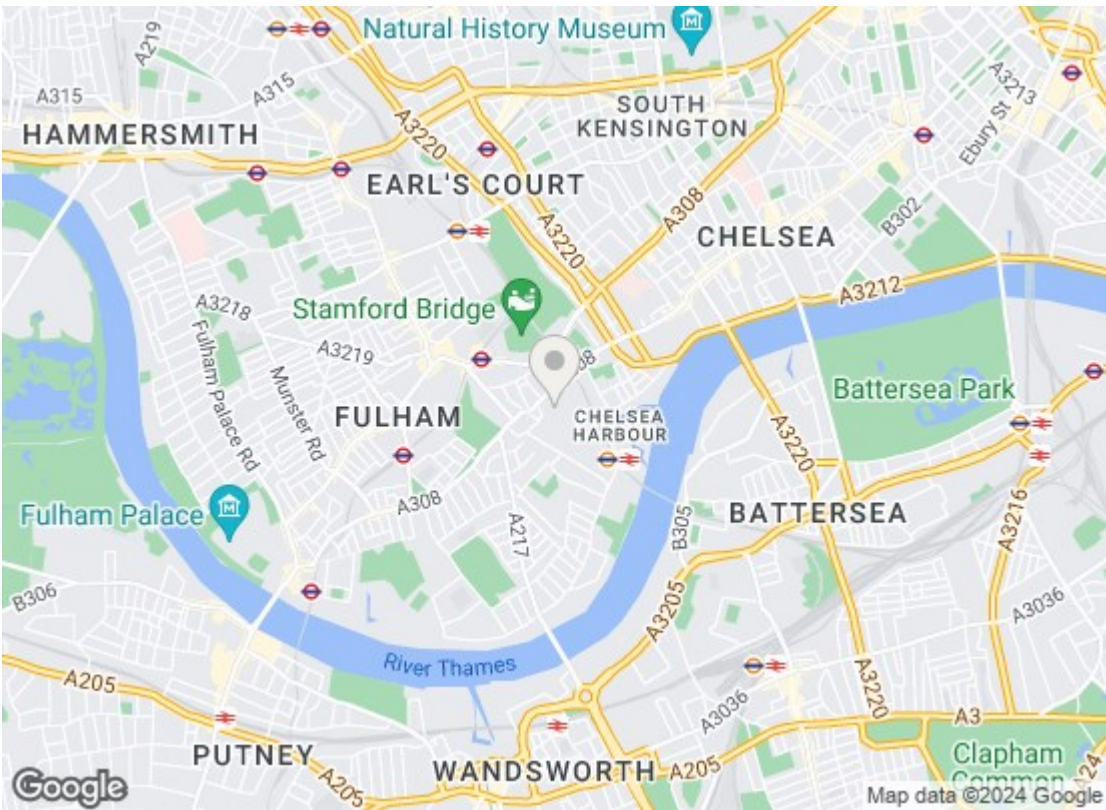 Natural History Museum
A219
A315
A315
A3213
SOUTH
KENSINGTON
HAMMERSMITH
A3220
Ebury St
EARL'S COURT
A308
B302
CHELSEA
A3220
A3212
Stamford Bridge
A3218
A3219
Fulham Palace Rd
Munster Rd
08
Battersea Park
FULHAM
CHELSEA
HARBOUR
A3220
A308
Fulham Palace
A217
B305
BATTERSEA
A3216
B306
A3205
A3036
River Thames
A205
A3036
A3220
A3
PUTNEY
WANDSWORTH
A205
A205
Clapham
Common
A24
Google
Map data ©2024 Google